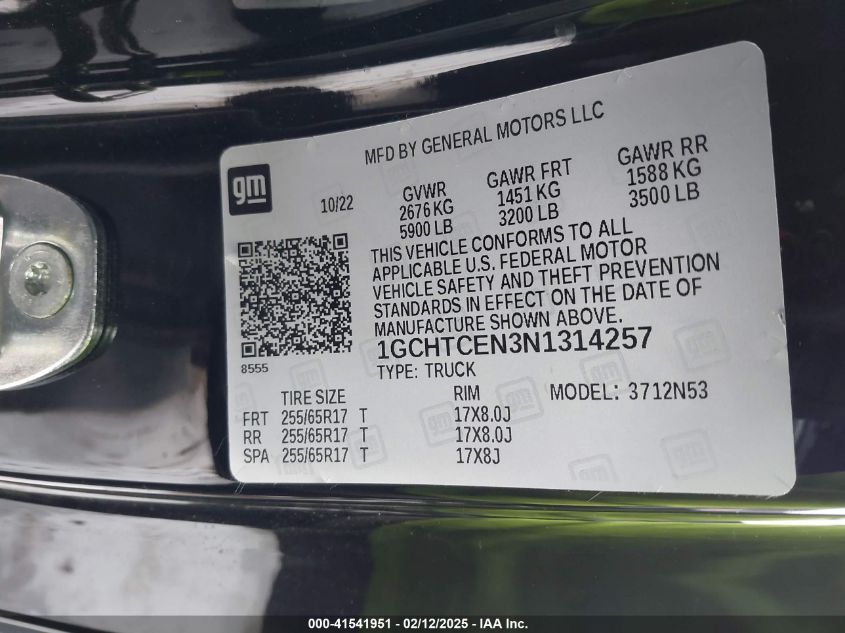 MFD BY GENERAL MOTORS LLC
gm
10/22
GVWR GAWR FRT GAWR RR
2676 KG 1451 KG 1588 KG
5900 LB 3200 LB 3500 LB
THIS VEHICLE CONFORMS TO ALL
APPLICABLE U.S. FEDERAL MOTOR
VEHICLE SAFETY AND THEFT PREVENTION
STANDARDS IN EFFECT ON THE DATE OF
MANUFACTURE SHOWN ABOVE.
8555
1GCHTCEN3N1314257
TYPE: TRUCK
TIRE SIZE RIM MODEL: 3712N53
FRT 255/65R17 T 17X8.0J
RR 255/65R17 T 17X8.0J
SPA 255/65R17 T 17X8J
000-41541951 - 02/12/2025 - IAA Inc.